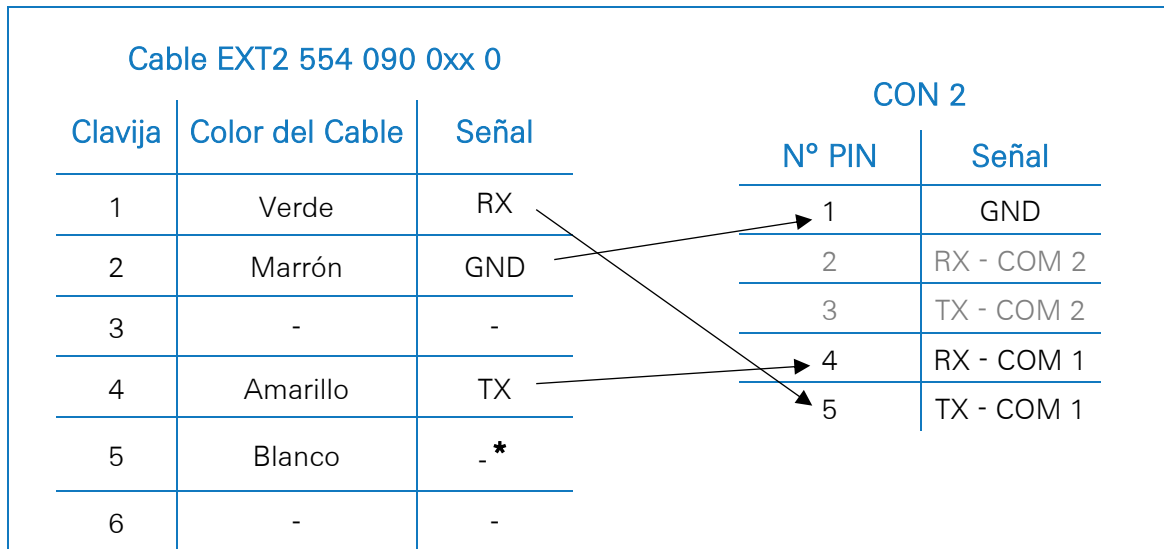 Cable EXT2 554 090 0xx 0
Clavija Color del Cable Señal
1 Verde RX
2 Marrón GND
3 - -
4 Amarillo TX
5 Blanco -*
6 - -
CON 2
Nº PIN Señal
1 GND
2 RX - COM 2
3 TX - COM 2
4 RX - COM 1
5 TX - COM 1